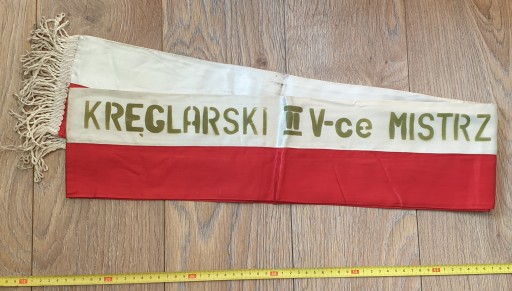 KRĘGLARSKI II V-ce MISTRZ